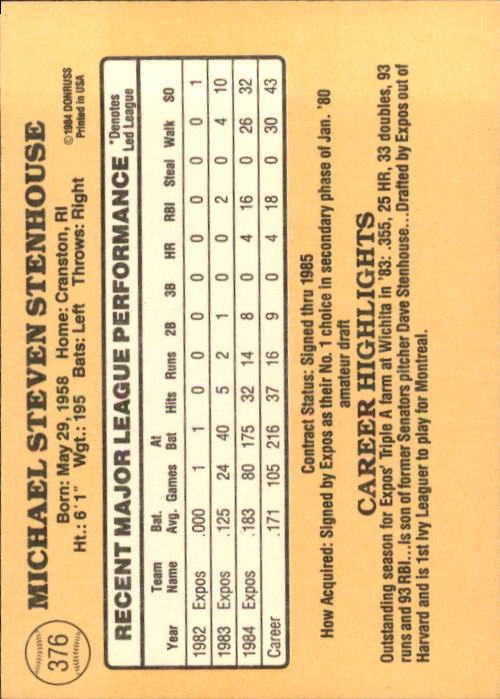 376
MICHAEL STEVEN STENHOUSE
Born: May 29, 1958 Home: Cranston, RI
Ht.: 6'1" Wgt.: 195 Bats: Left Throws: Right
©1984 DONRUSS
Printed in USA
RECENT MAJOR LEAGUE PERFORMANCE
*Denotes
Led League
Year Team Name Bat. Avg. Games At Bat Hits Runs 2B 3B HR RBI Steal Walk SO
1982 Expos .000 1 1 0 0 0 0 0 0 0 0 1
1983 Expos .125 24 40 5 2 1 0 0 2 0 4 10
1984 Expos .183 80 175 32 14 8 0 4 16 0 26 32
Career .171 105 216 37 16 9 0 4 18 0 30 43
Contract Status: Signed thru 1985
How Acquired: Signed by Expos as their No. 1 choice in secondary phase of Jan. '80
amateur draft
CAREER HIGHLIGHTS
Outstanding season for Expos' Triple A farm at Wichita in '83: .355, 25 HR, 33 doubles, 93
runs and 93 RBI...Is son of former Senators pitcher Dave Stenhouse...Drafted by Expos out of
Harvard and is 1st Ivy Leaguer to play for Montreal.